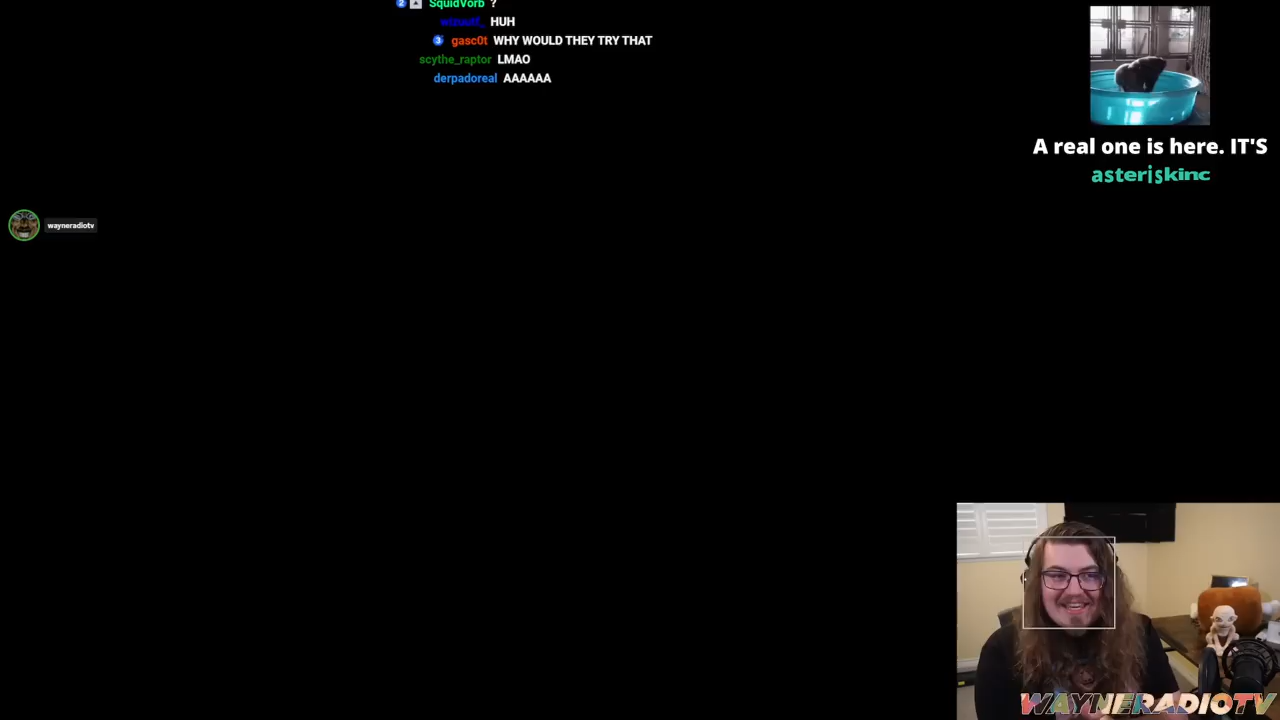 SquidVorb ?
HUH
gasc0t WHY WOULD THEY TRY THAT
scythe_raptor LMAO
derpadoreal AAAAAA
A real one is here. IT'S
asteriskinc
wayneradiotv
WAYNERADIOTV